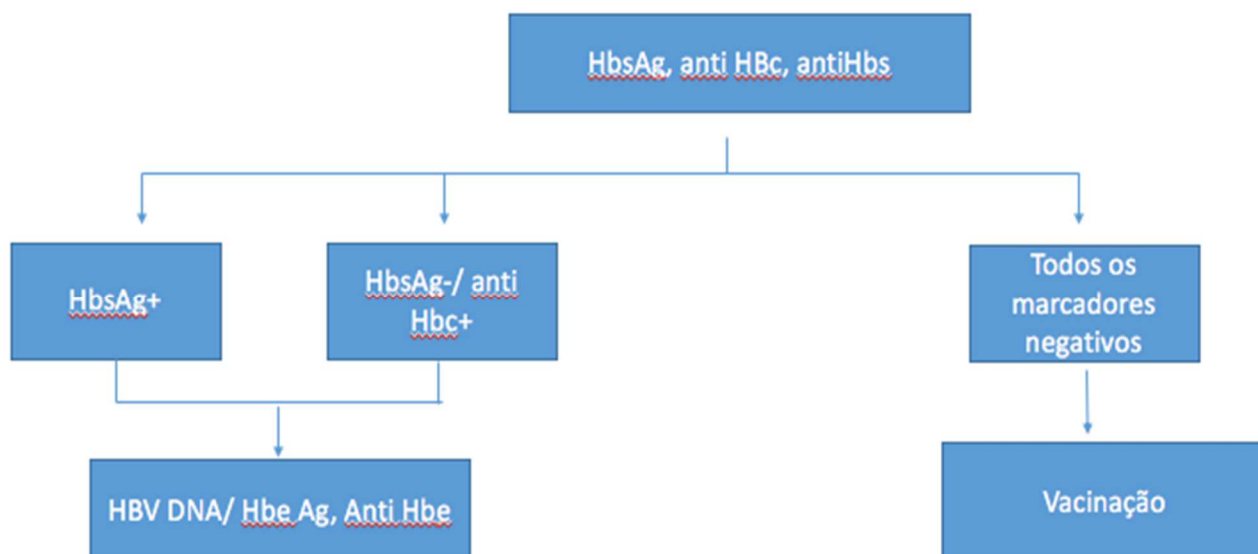 HbsAg, anti HBc, antiHbs
HbsAg+
HbsAg-/ anti
Hbc+
Todos os
marcadores
negativos
HBV DNA/ Hbe Ag, Anti Hbe
Vacinação